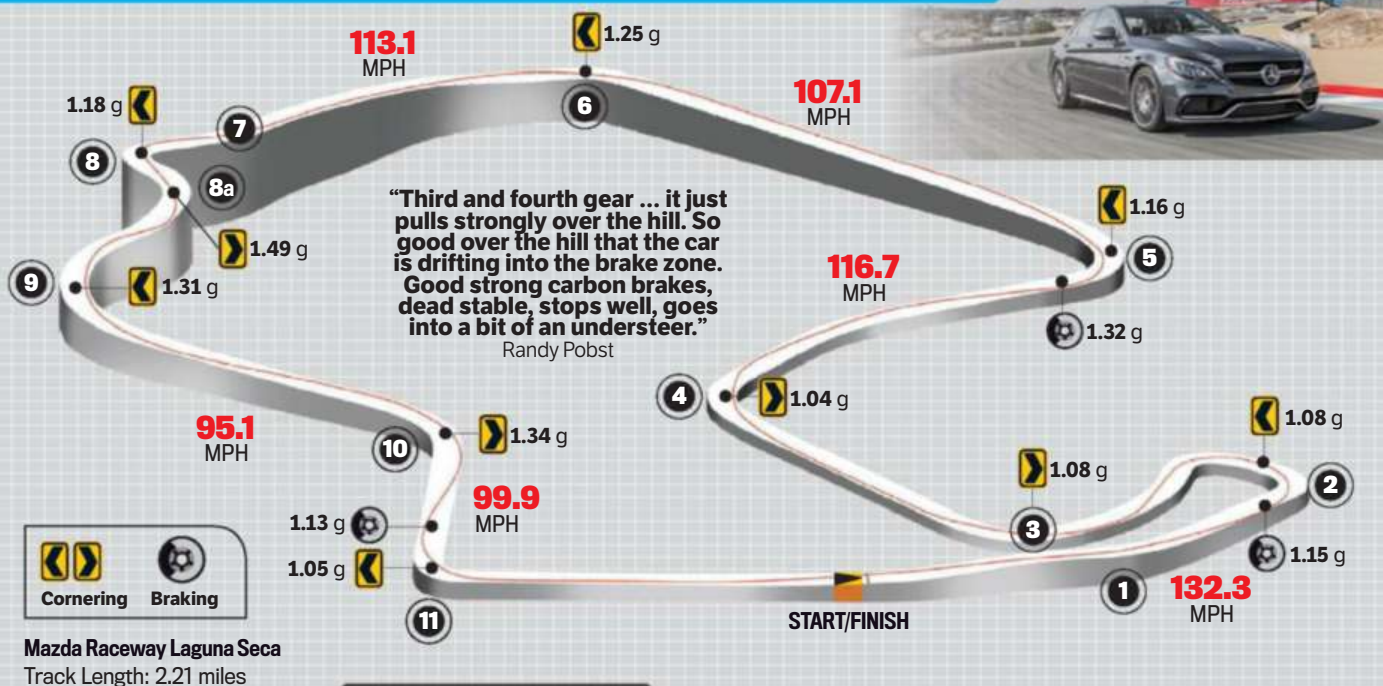 113.1
MPH
1.25 g
107.1
MPH
1.18 g
6
7
8
8a
"Third and fourth gear ... it just
pulls strongly over the hill. So
good over the hill that the car
is drifting into the brake zone.
Good strong carbon brakes,
dead stable, stops well, goes
into a bit of an understeer."
Randy Pobst
1.16 g
5
1.49 g
9
1.31 g
116.7
MPH
1.32 g
4
1.04 g
1.08 g
95.1
MPH
10
1.34 g
1.08 g
2
99.9
MPH
3
1.13 g
1.15 g
1.05 g
1
132.3
MPH
11
START/FINISH
Cornering Braking
Mazda Raceway Laguna Seca
Track Length: 2.21 miles